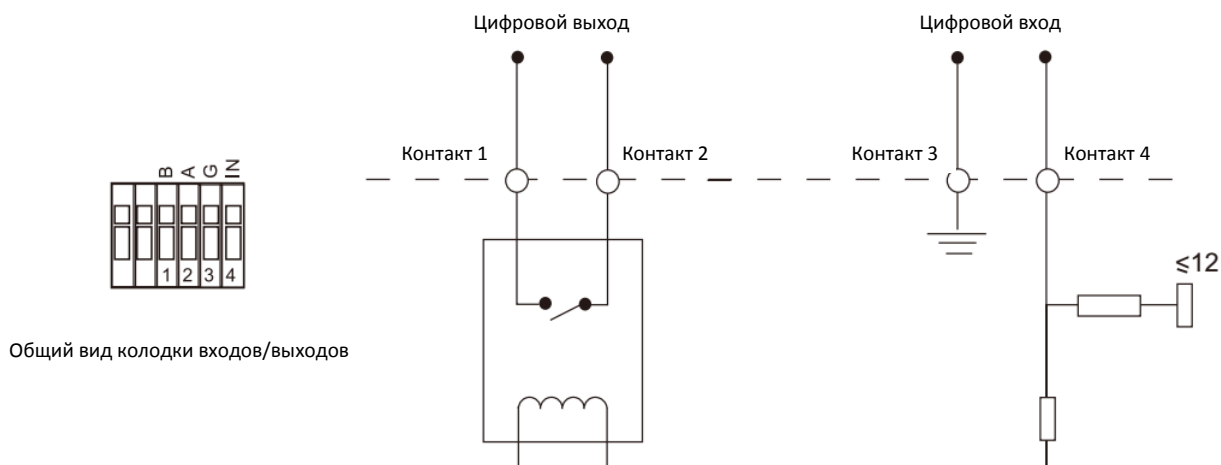 Цифровой выход
Цифровой вход
Контакт 1
Контакт 2
Контакт 3
Контакт 4
B
A
G
IN
1
2
3
4
≤12
Общий вид колодки входов/выходов